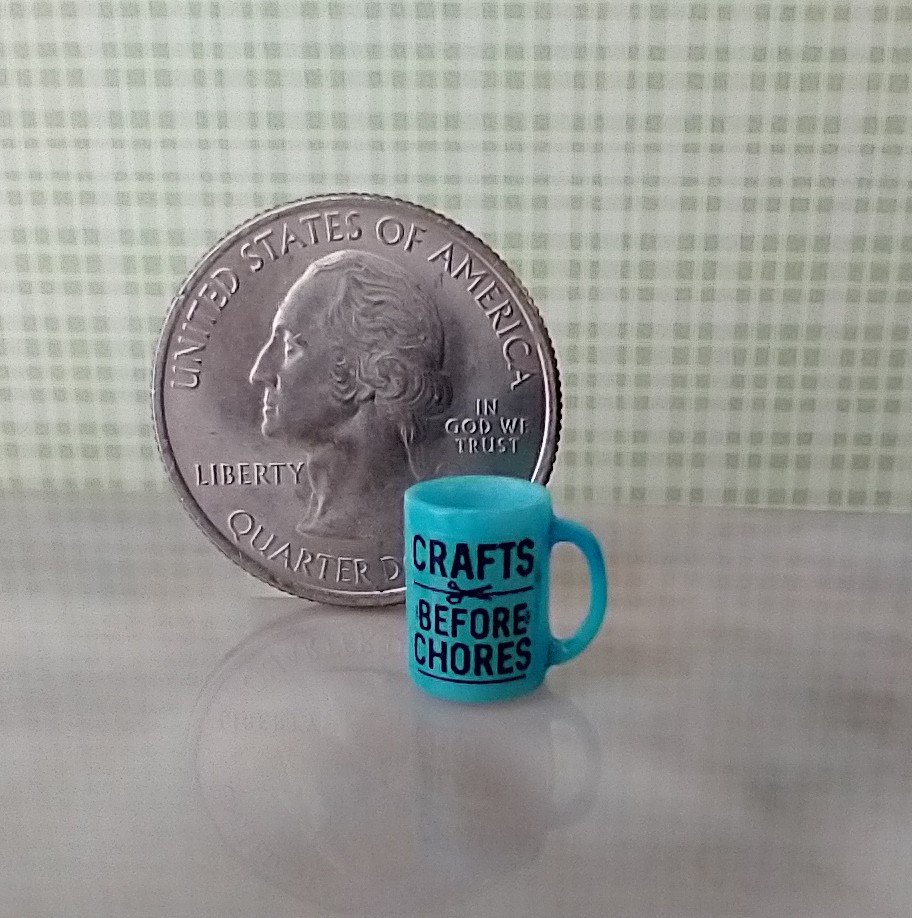 UNITED STATES OF AMERICA
IN
GOD WE
TRUST
LIBERTY
QUARTER D
CRAFTS
BEFORE
CHORES